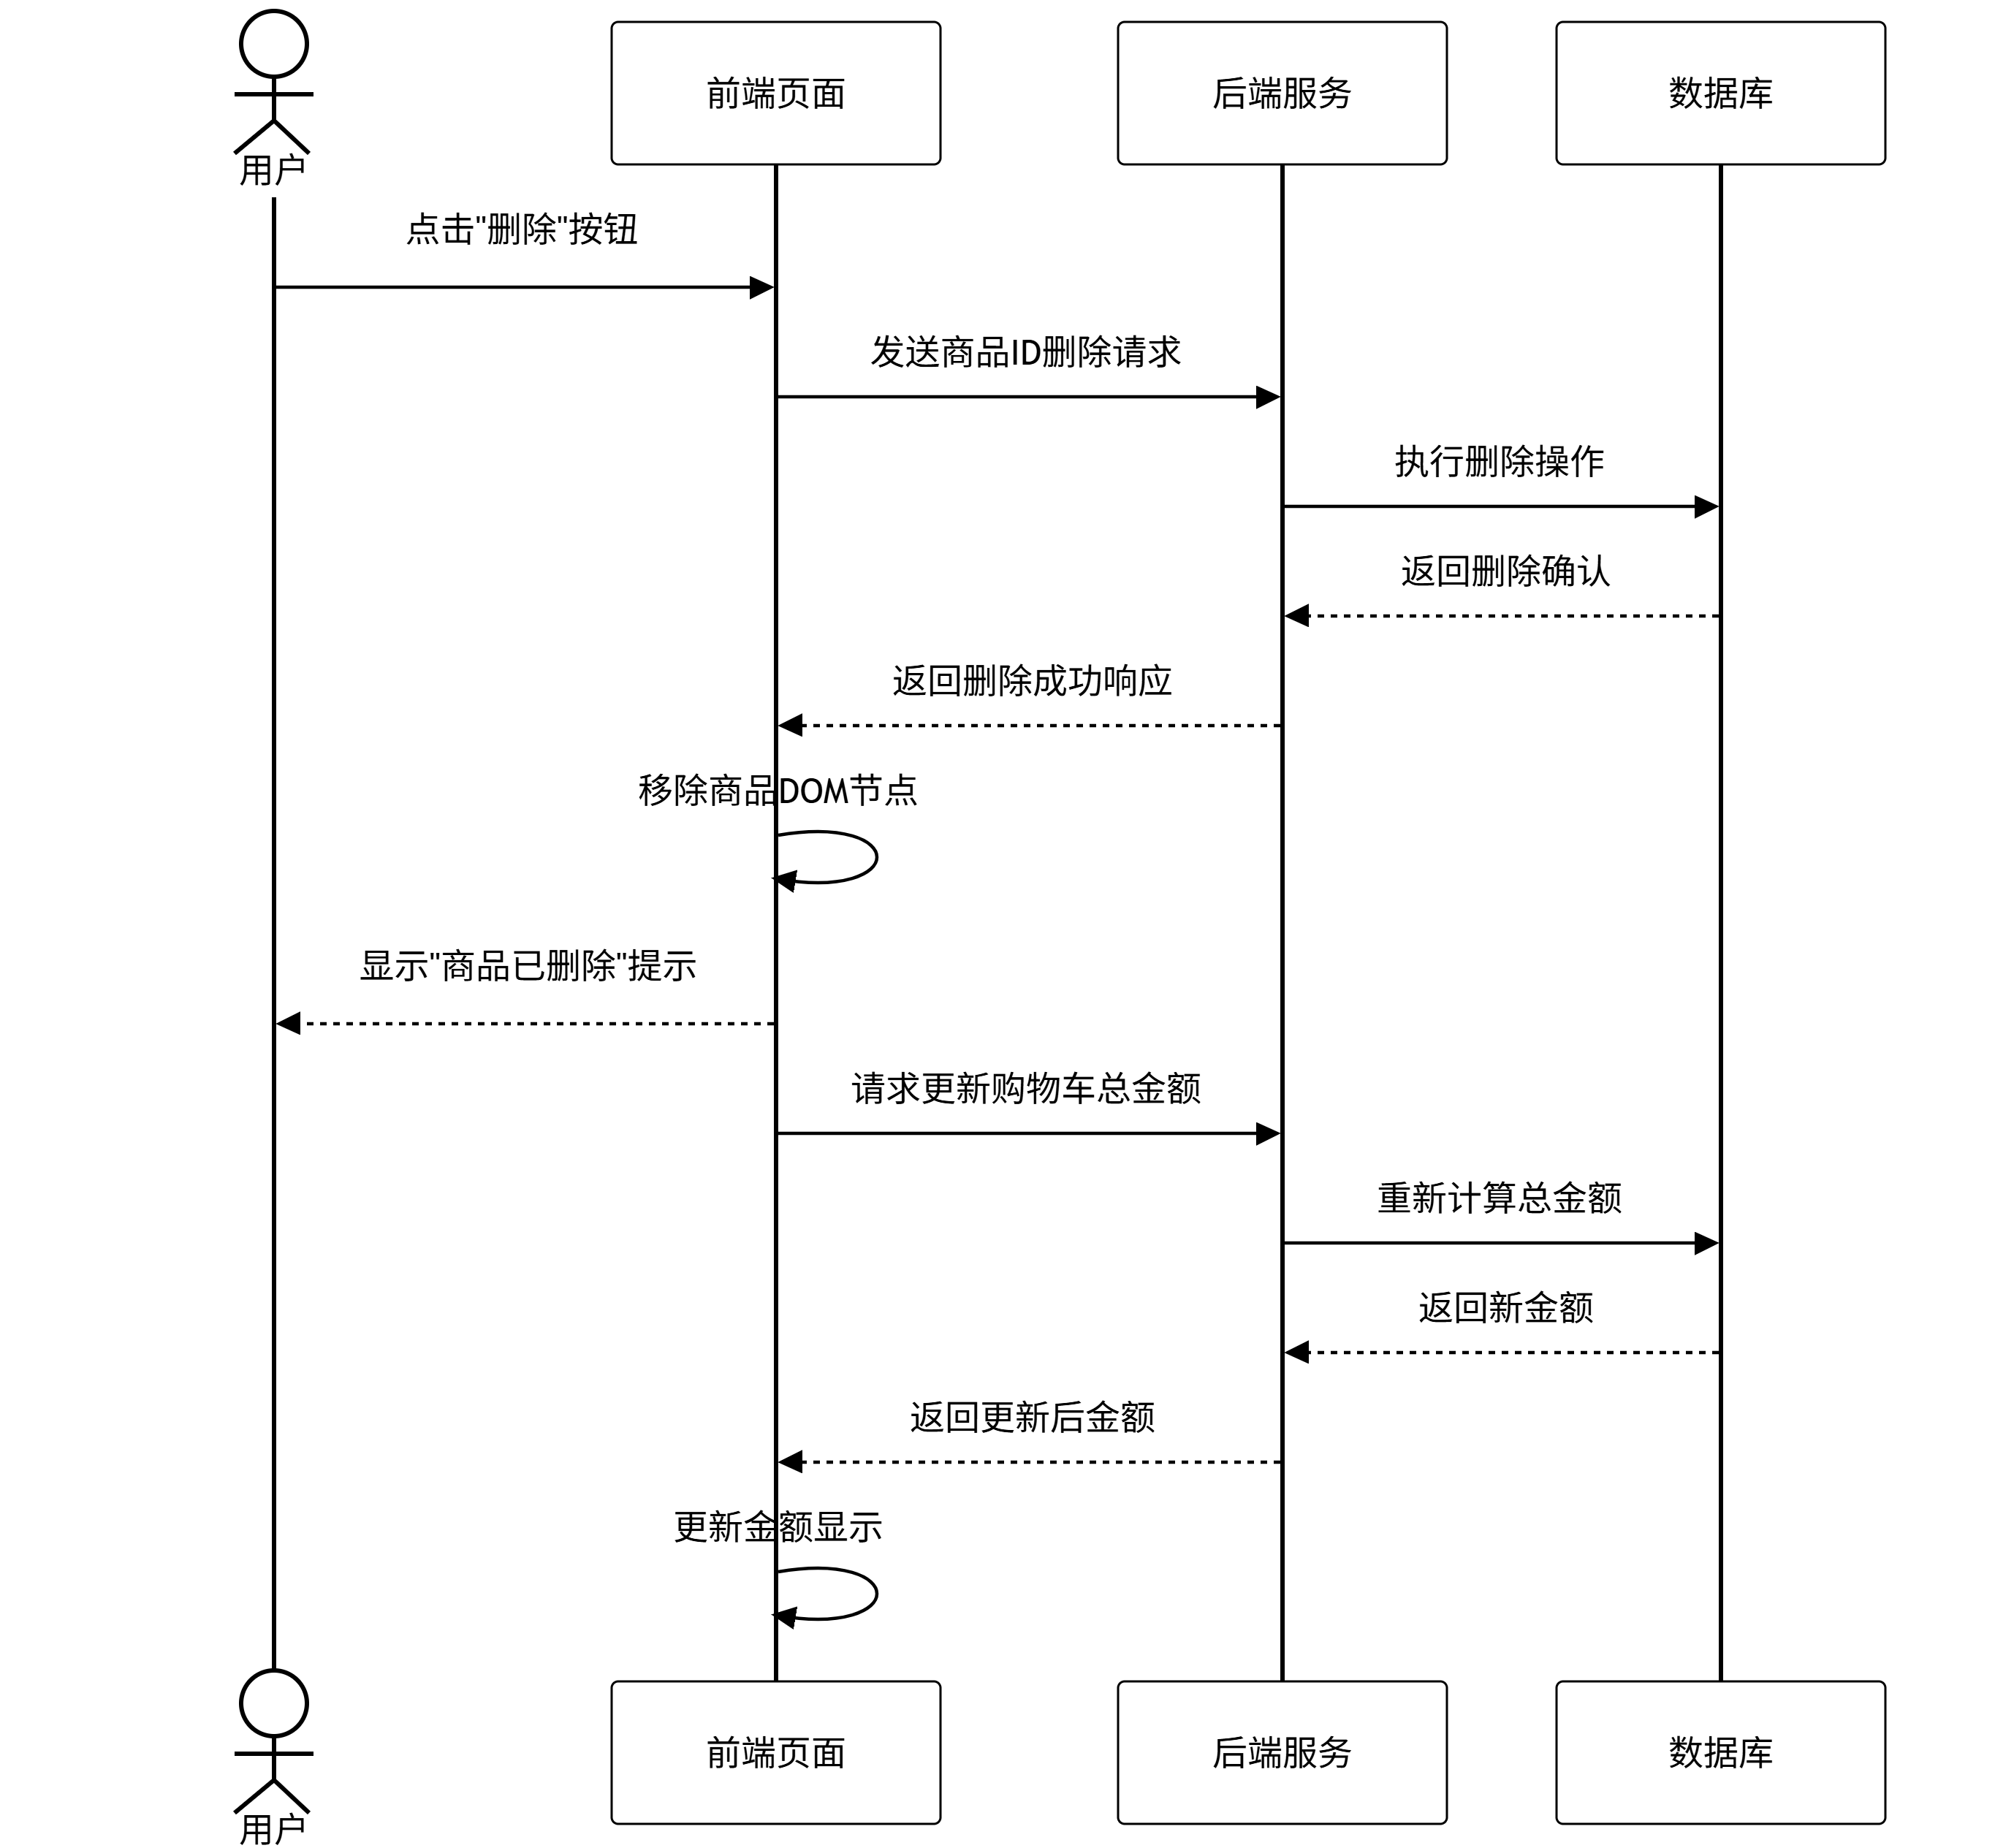 用户
前端页面
后端服务
数据库
点击"删除"按钮
发送商品ID删除请求
执行删除操作
返回删除确认
返回删除成功响应
移除商品DOM节点
显示"商品已删除"提示
请求更新购物车总金额
重新计算总金额
返回新金额
返回更新后金额
更新金额显示
用户
前端页面
后端服务
数据库